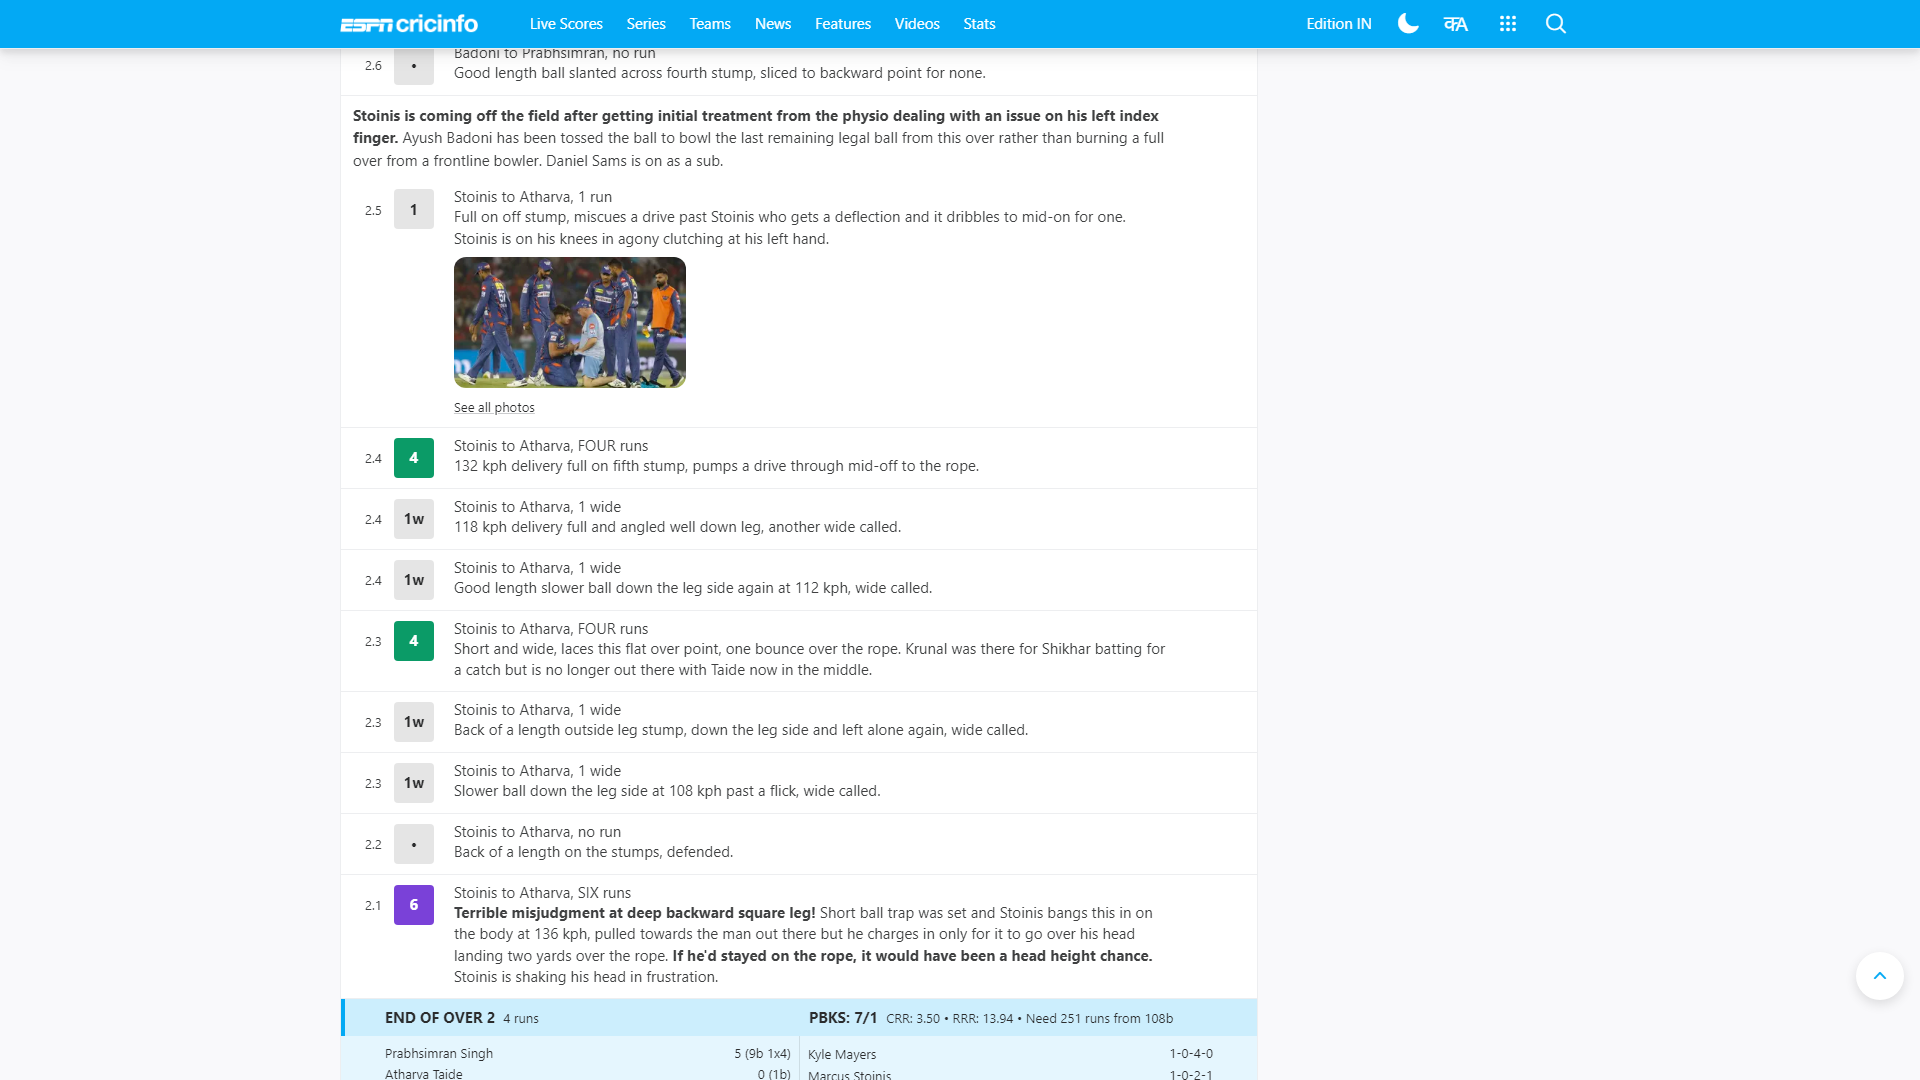 ESPN cricinfo
Live Scores Series Teams News Features Videos Stats
Edition IN
क A
Badoni to Prabhsimran, no run
2.6 •
Good length ball slanted across fourth stump, sliced to backward point for none.
Stoinis is coming off the field after getting initial treatment from the physio dealing with an issue on his left index
finger. Ayush Badoni has been tossed the ball to bowl the last remaining legal ball from this over rather than burning a full
over from a frontline bowler. Daniel Sams is on as a sub.
Stoinis to Atharva, 1 run
2.5 1
Full on off stump, miscues a drive past Stoinis who gets a deflection and it dribbles to mid-on for one.
Stoinis is on his knees in agony clutching at his left hand.
See all photos
Stoinis to Atharva, FOUR runs
2.4 4
132 kph delivery full on fifth stump, pumps a drive through mid-off to the rope.
Stoinis to Atharva, 1 wide
2.4 1w
118 kph delivery full and angled well down leg, another wide called.
Stoinis to Atharva, 1 wide
2.4 1w
Good length slower ball down the leg side again at 112 kph, wide called.
Stoinis to Atharva, FOUR runs
2.3 4
Short and wide, laces this flat over point, one bounce over the rope. Krunal was there for Shikhar batting for
a catch but is no longer out there with Taide now in the middle.
Stoinis to Atharva, 1 wide
2.3 1w
Back of a length outside leg stump, down the leg side and left alone again, wide called.
Stoinis to Atharva, 1 wide
2.3 1w
Slower ball down the leg side at 108 kph past a flick, wide called.
Stoinis to Atharva, no run
2.2 •
Back of a length on the stumps, defended.
Stoinis to Atharva, SIX runs
2.1 6
Terrible misjudgment at deep backward square leg! Short ball trap was set and Stoinis bangs this in on
the body at 136 kph, pulled towards the man out there but he charges in only for it to go over his head
landing two yards over the rope. If he'd stayed on the rope, it would have been a head height chance.
Stoinis is shaking his head in frustration.
END OF OVER 2 4 runs PBKS: 7/1 CRR: 3.50 • RRR: 13.94 • Need 251 runs from 108b
Prabhsimran Singh 5 (9b 1x4) Kyle Mayers 1-0-4-0
Atharva Taide 0 (1b) Marcus Stoinis 1-0-2-1